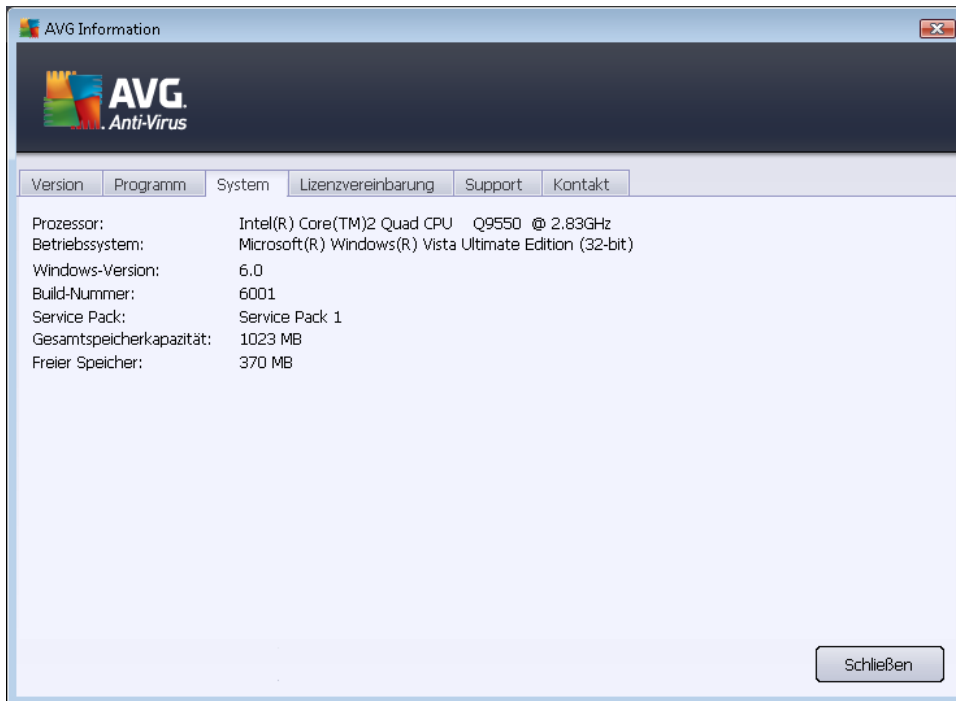 AVG Information
AVG.
Anti-Virus
Version Programm System Lizenzvereinbarung Support Kontakt
Prozessor: Intel(R) Core(TM)2 Quad CPU Q9550 @ 2.83GHz
Betriebssystem: Microsoft(R) Windows(R) Vista Ultimate Edition (32-bit)
Windows-Version: 6.0
Build-Nummer: 6001
Service Pack: Service Pack 1
Gesamtspeicherkapazität: 1023 MB
Freier Speicher: 370 MB
Schließen